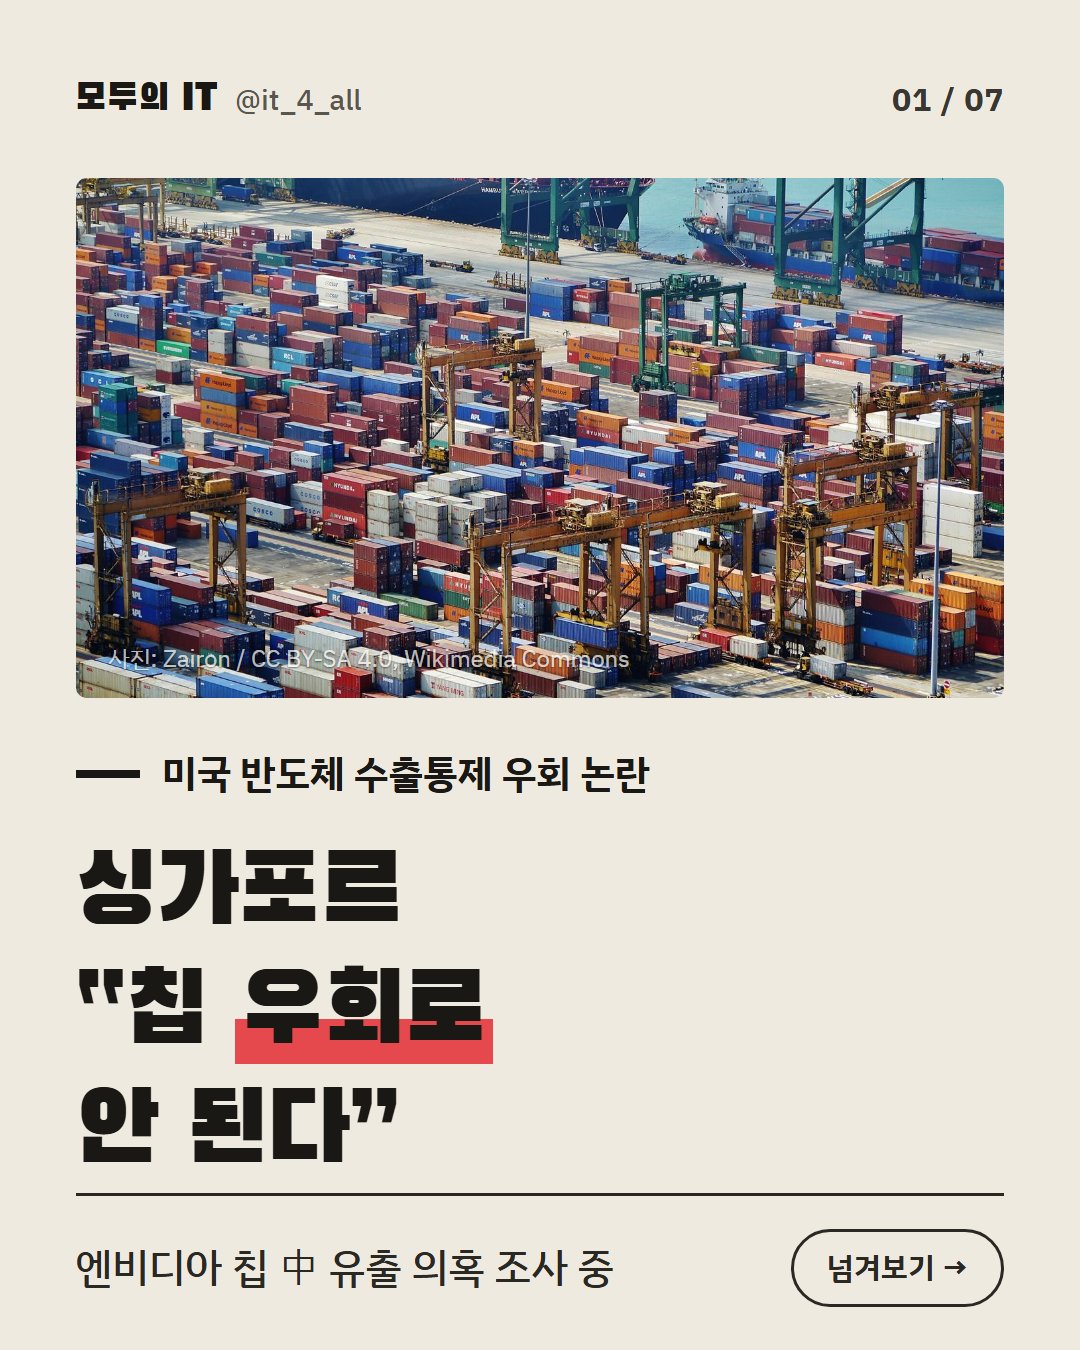 모두의 IT @it_4_all
01 / 07
사진: Zairon / CC BY-SA 4.0, Wikimedia Commons
미국 반도체 수출통제 우회 논란
싱가포르
"칩 우회로
안 된다"
엔비디아 칩 中 유출 의혹 조사 중
넘겨보기 →